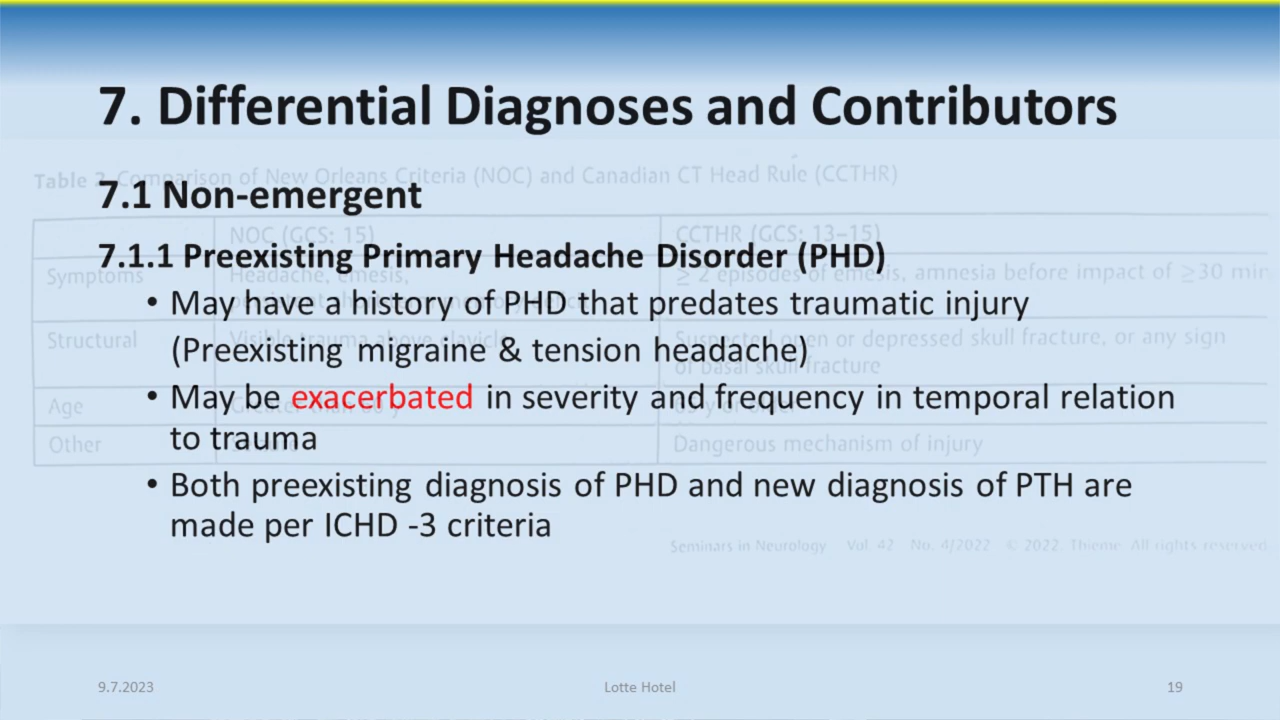 7. Differential Diagnoses and Contributors
Table 2 Comparison of New Orleans Criteria (NOC) and Canadian CT Head Rule (CCTHR)
7.1 Non-emergent
NOC (GCS: 15)
CCTHR (GCS: 13–15)
7.1.1 Preexisting Primary Headache Disorder (PHD)
Symptoms
Headache, emesis,
≥ 2 episodes of emesis, amnesia before impact of ≥30 min
• May have a history of PHD that predates traumatic injury
Structural
Visible trauma above clavicle
Suspected open or depressed skull fracture, or any sign
(Preexisting migraine & tension headache)
of basal skull fracture
• May be exacerbated in severity and frequency in temporal relation
Age
to trauma
Other
Dangerous mechanism of injury
• Both preexisting diagnosis of PHD and new diagnosis of PTH are
made per ICHD -3 criteria
Seminars in Neurology Vol. 42 No. 4/2022 © 2022. Thieme. All rights reserved.
9.7.2023
Lotte Hotel
19